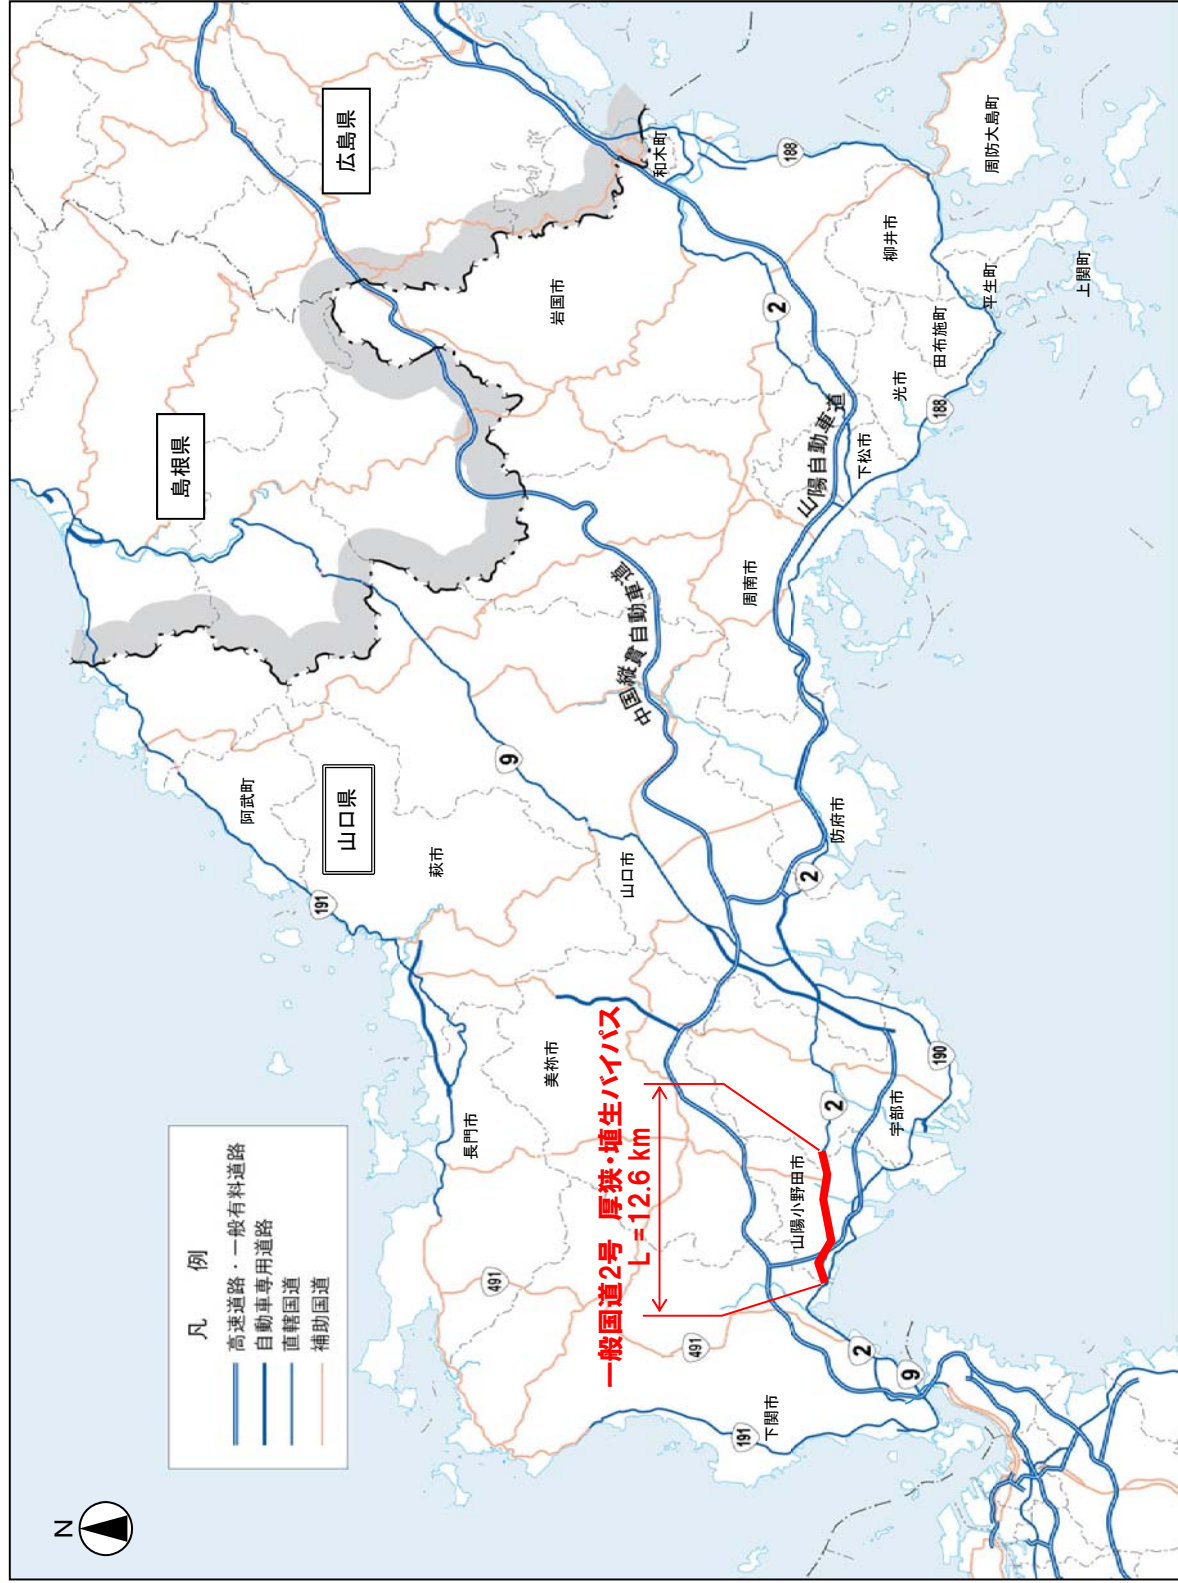 N
凡 例
高速道路・一般有料道路
自動車専用道路
直轄国道
補助国道
島根県
広島県
山口県
阿武町
191
萩市
9
長門市
美祢市
山口市
中国縦貫自動車道
岩国市
和木町
2
188
山陽自動車道
周南市
下松市
光市
188
田布施町
柳井市
平生町
上関町
周防大島町
防府市
2
190
宇部市
2
山陽小野田市
一般国道2号 厚狭・埴生バイパス
L =12.6 km
491
491
2
9
191
下関市